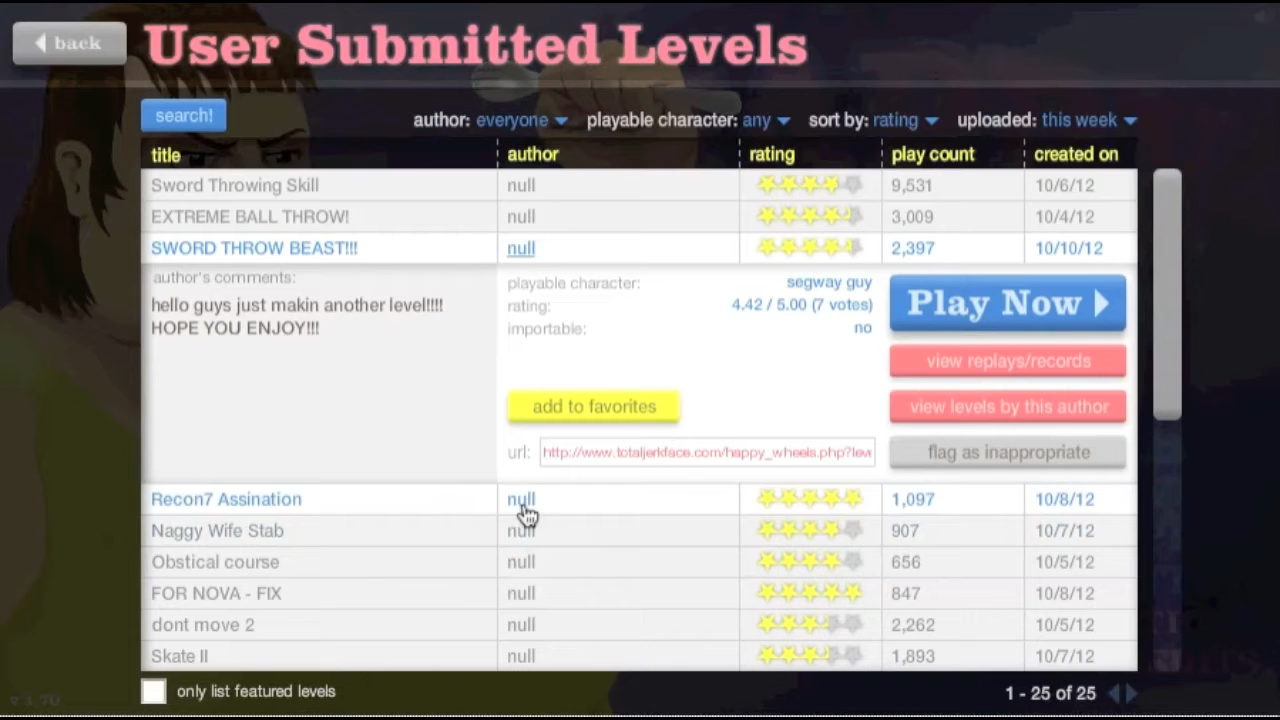 back
User Submitted Levels
search!
author: everyone playable character: any sort by: rating uploaded: this week
title author rating play count created on
Sword Throwing Skill null 9,531 10/6/12
EXTREME BALL THROW! null 3,009 10/4/12
SWORD THROW BEAST!!! null 2,397 10/10/12
author's comments:
hello guys just makin another level!!!!
HOPE YOU ENJOY!!!
playable character: segway guy
rating: 4.42 / 5.00 (7 votes)
importable: no
add to favorites
url: http://www.totaljerkface.com/happy_wheels.php?leve
Play Now
view replays/records
view levels by this author
flag as inappropriate
Recon7 Assination null 1,097 10/8/12
Naggy Wife Stab null 907 10/7/12
Obstical course null 656 10/5/12
FOR NOVA - FIX null 847 10/8/12
dont move 2 null 2,262 10/5/12
Skate II null 1,893 10/7/12
only list featured levels
1 - 25 of 25
v 1.70